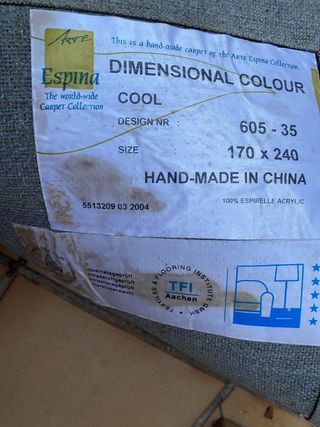 ARTE
Espina
THE WORLD-WIDE
CARPET COLLECTION
This is a hand-made carpet of the ARTE ESPINA COLLECTION.
DIMENSIONAL COLOUR
COOL
DESIGN NR : 605 - 35
SIZE : 170 x 240
HAND-MADE IN CHINA
5513209 03 2004
100% ESPIRELLE ACRYLIC
TEXTILES & FLOORING INSTITUTE GMBH
TFI
Aachen